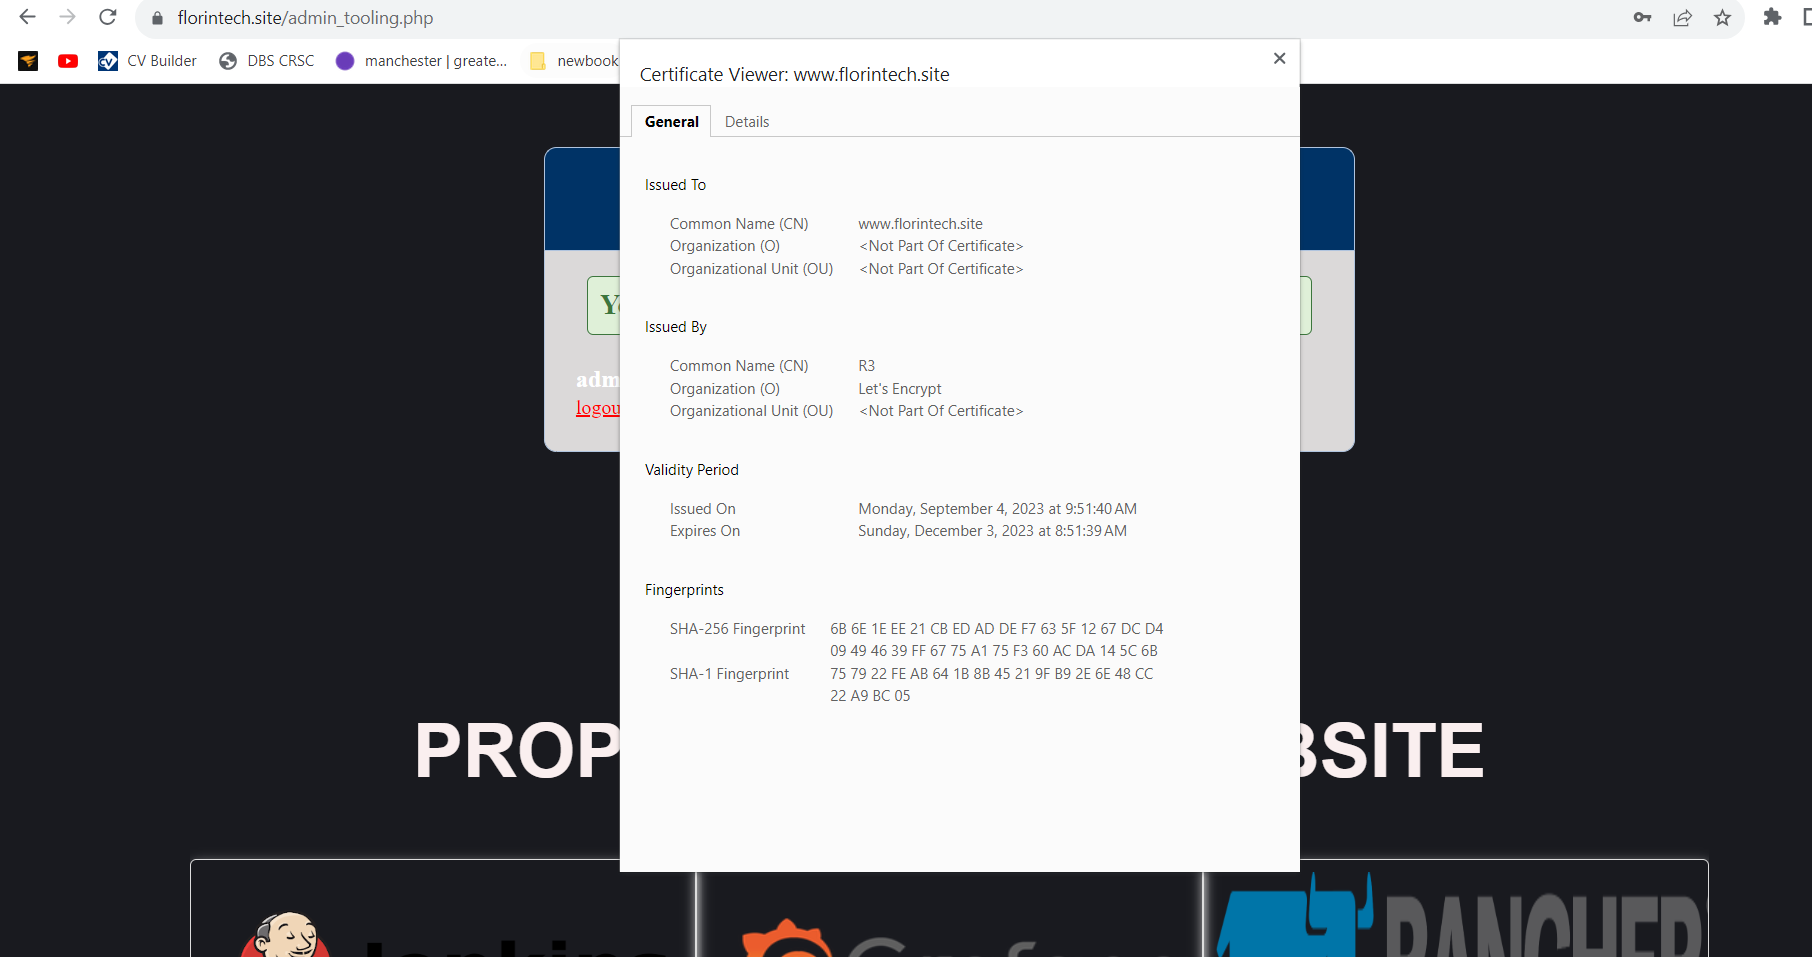 florintech.site/admin_tooling.php
CV Builder DBS CRSC manchester | greate... newbook
Certificate Viewer: www.florintech.site
General Details
Issued To
Common Name (CN) www.florintech.site
Organization (O) <Not Part Of Certificate>
Organizational Unit (OU) <Not Part Of Certificate>
Issued By
Common Name (CN) R3
Organization (O) Let's Encrypt
Organizational Unit (OU) <Not Part Of Certificate>
Validity Period
Issued On Monday, September 4, 2023 at 9:51:40 AM
Expires On Sunday, December 3, 2023 at 8:51:39 AM
Fingerprints
SHA-256 Fingerprint 6B 6E 1E EE 21 CB ED AD DE F7 63 5F 12 67 DC D4
09 49 46 39 FF 67 75 A1 75 F3 60 AC DA 14 5C 6B
SHA-1 Fingerprint 75 79 22 FE AB 64 1B 8B 45 21 9F B9 2E 6E 48 CC
22 A9 BC 05
adm
logou
PROP BSITE
RANCHER